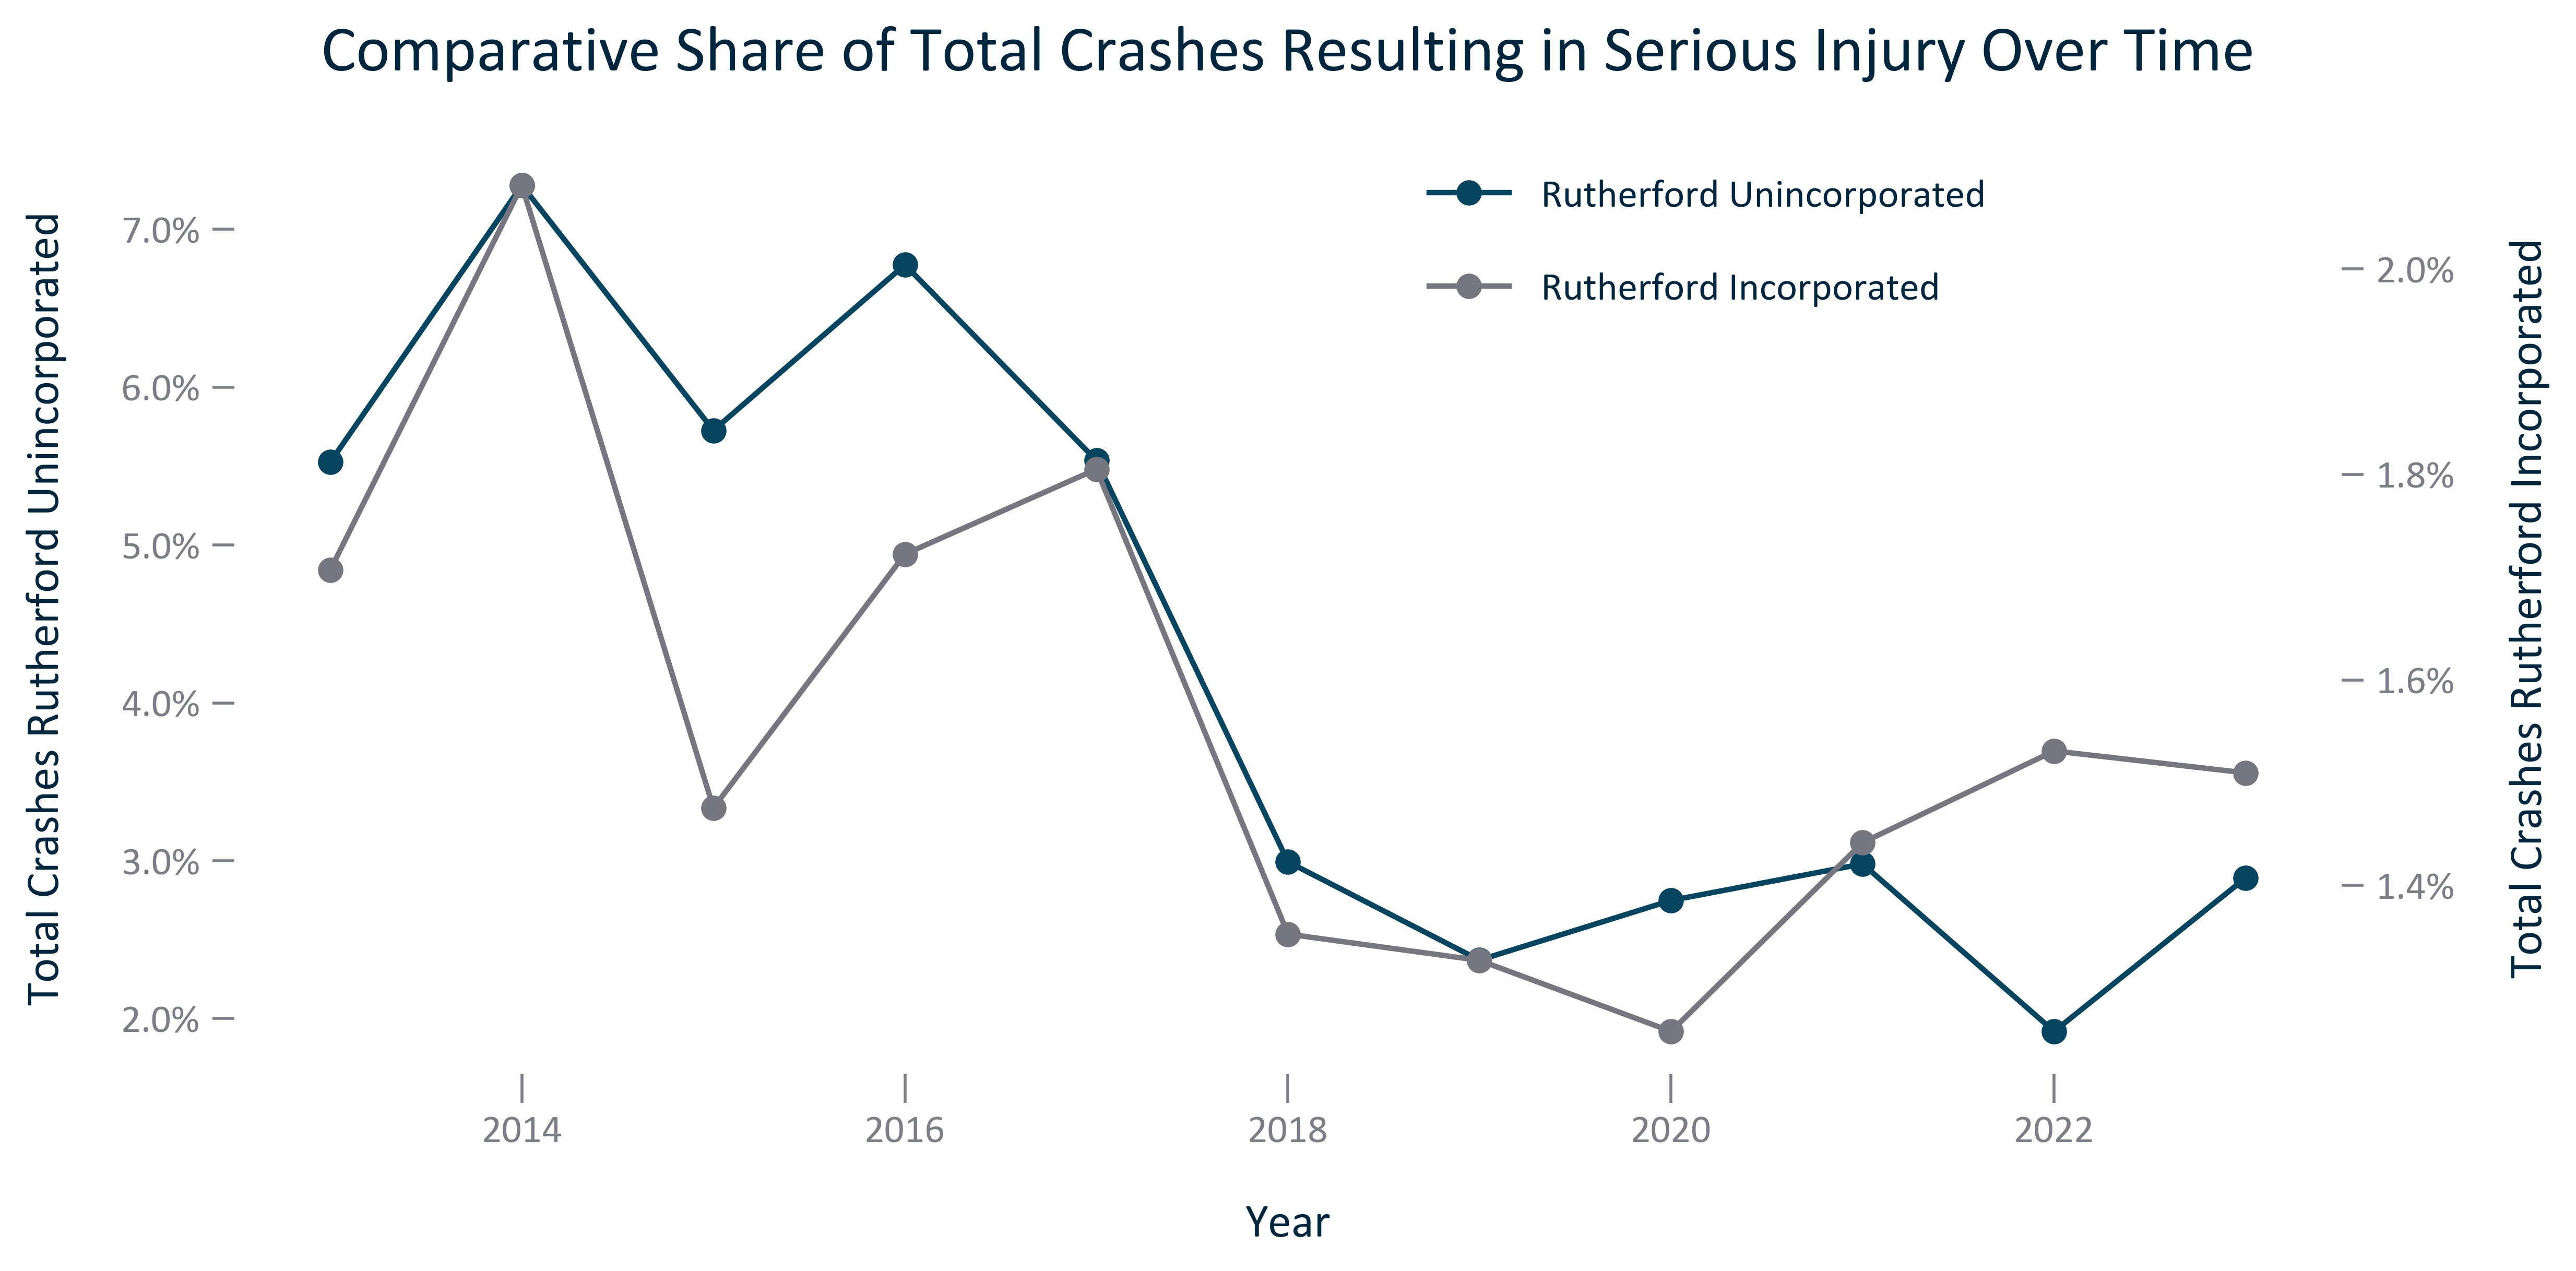 Comparative Share of Total Crashes Resulting in Serious Injury Over Time
Rutherford Unincorporated
Rutherford Incorporated
Total Crashes Rutherford Unincorporated
7.0%
6.0%
5.0%
4.0%
3.0%
2.0%
2.0%
1.8%
1.6%
1.4%
Total Crashes Rutherford Incorporated
2014
2016
2018
2020
2022
Year